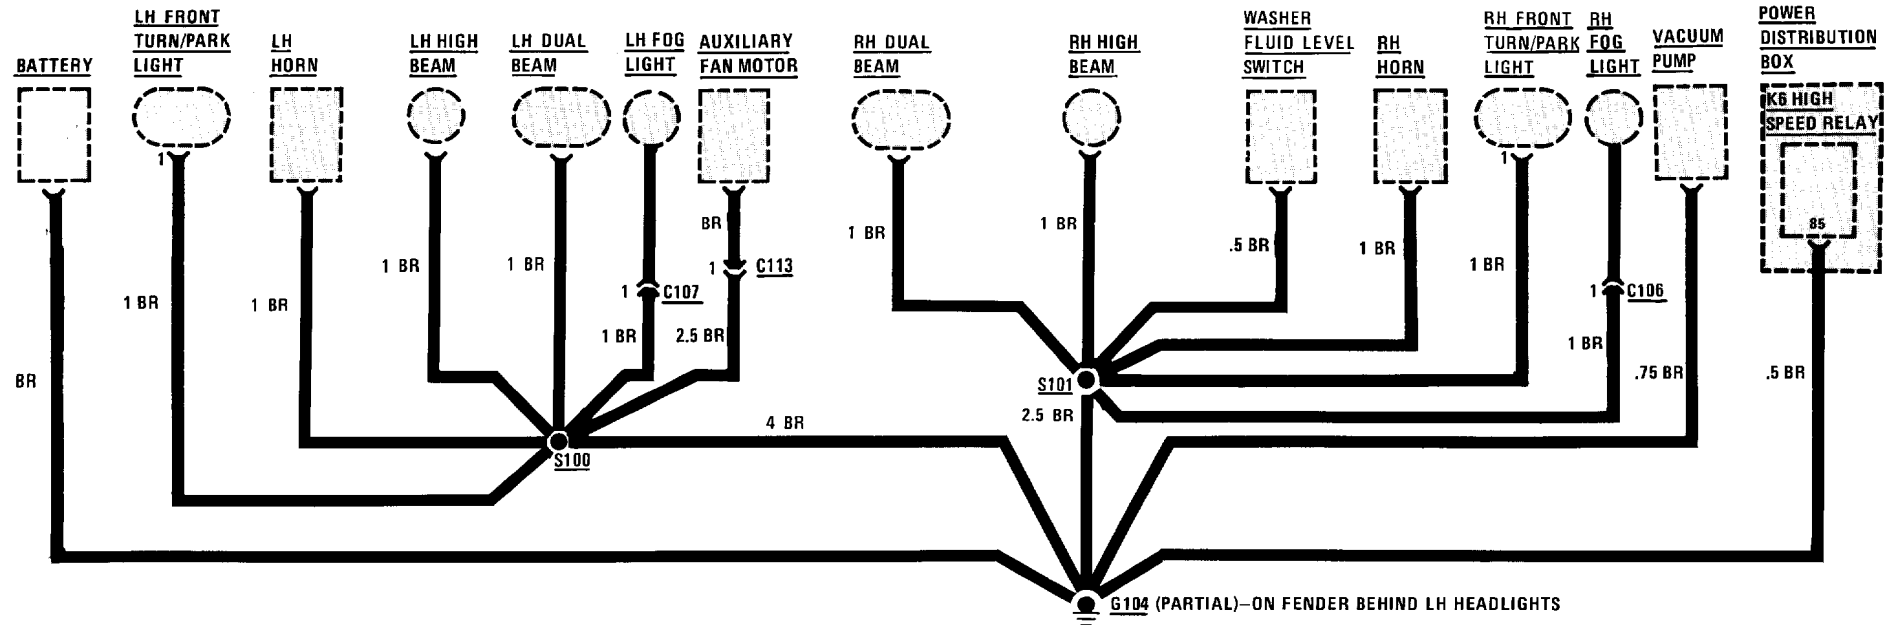 BATTERY
LH FRONT
TURN/PARK
LIGHT
LH
HORN
LH HIGH
BEAM
LH DUAL
BEAM
LH FOG
LIGHT
AUXILIARY
FAN MOTOR
RH DUAL
BEAM
RH HIGH
BEAM
WASHER
FLUID LEVEL
SWITCH
RH
HORN
RH FRONT
TURN/PARK
LIGHT
RH
FOG
LIGHT
VACUUM
PUMP
POWER
DISTRIBUTION
BOX
K6 HIGH
SPEED RELAY
85
1
1
BR
1 BR
1 BR
.5 BR
1 BR
1 BR
1 BR
1 BR
1
C113
1
C107
1
C106
1 BR
1 BR
1 BR
2.5 BR
1 BR
BR
.75 BR
.5 BR
S101
2.5 BR
4 BR
S100
G104 (PARTIAL)–ON FENDER BEHIND LH HEADLIGHTS